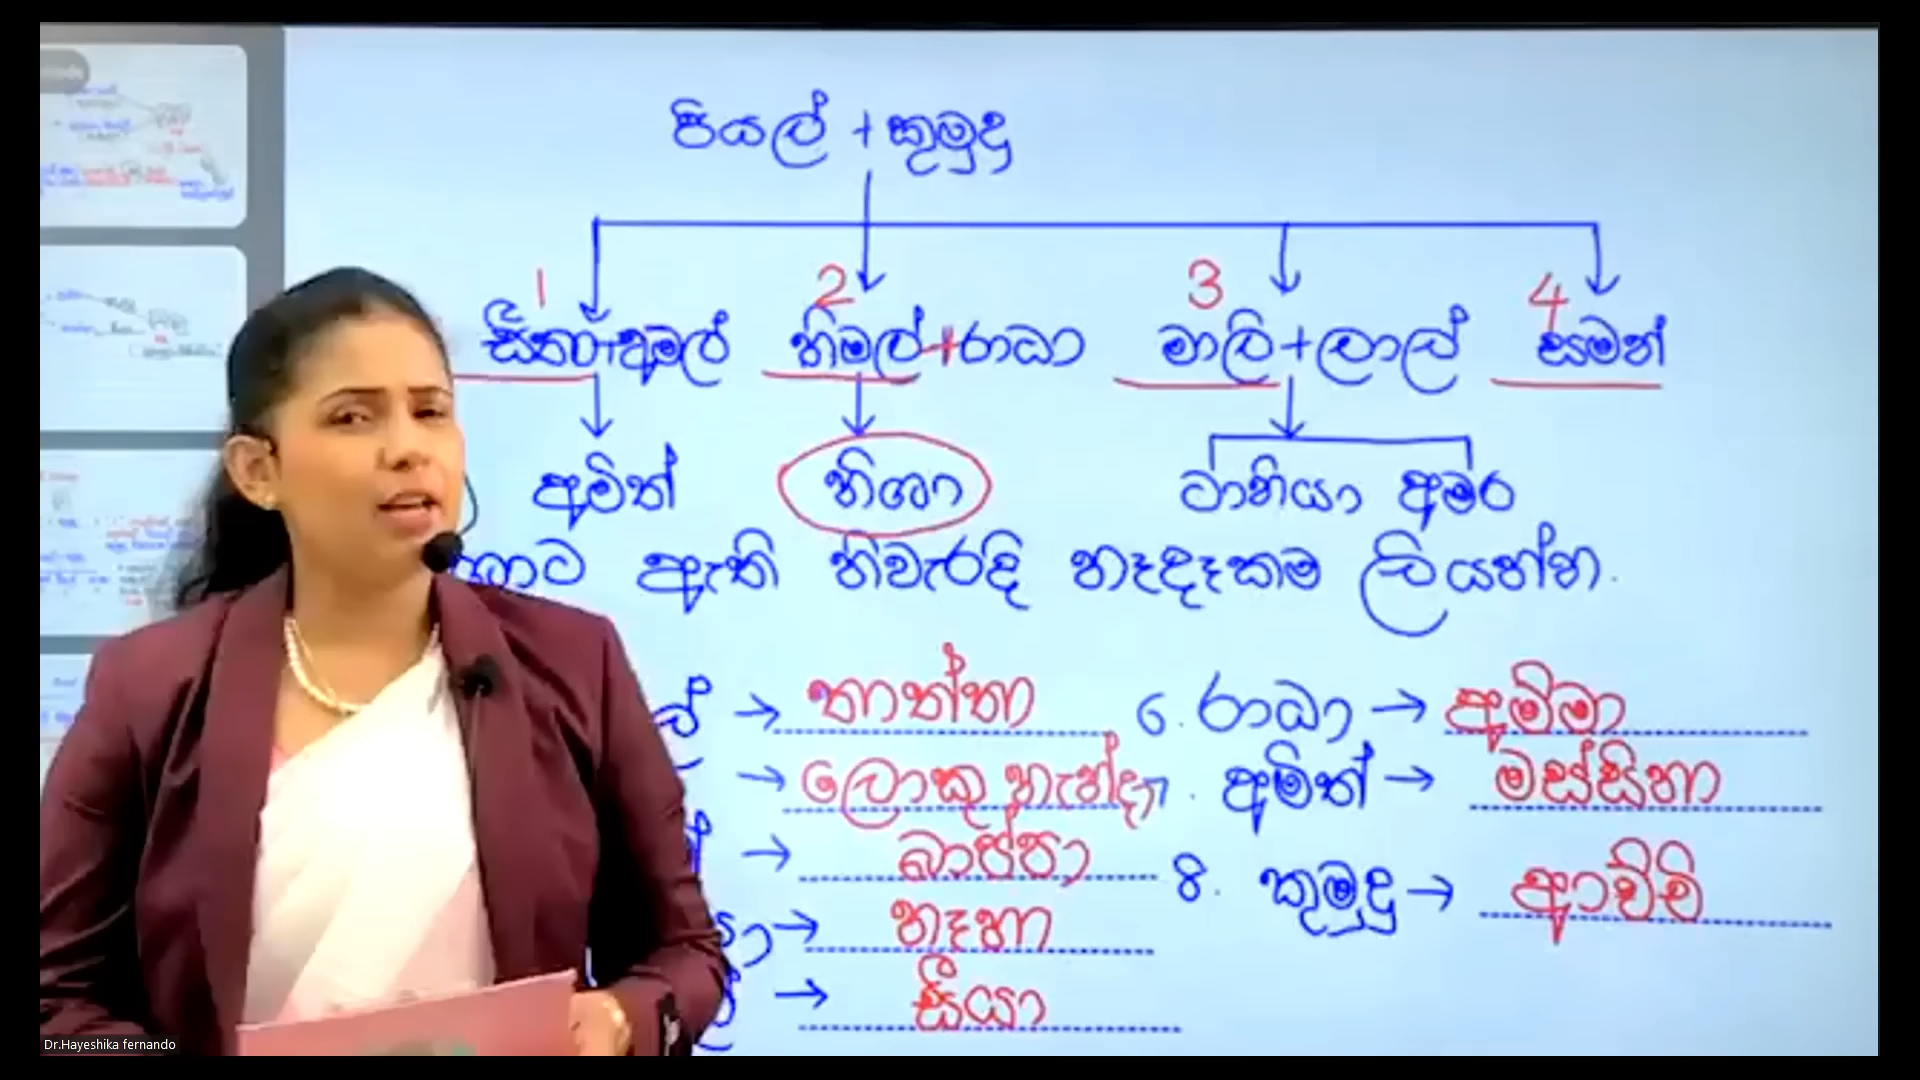 පියල් + කුමුදු
1 2 3 4
සීතා+අමල් නිමල්+රාධා මාලි+ලාල් සමන්
අමිත් නිශා ටානියා අමර
ඇති නිවැරදි නෑදෑකම ලියන්න.
→ තාත්තා 6. රාධා → අම්මා
→ ලොකු නැන්දා 7. අමිත් → මස්සිනා
→ බාප්පා 8. කුමුදු → ආච්චි
→ නෑනා
→ සීයා
Dr.Hayeshika fernando